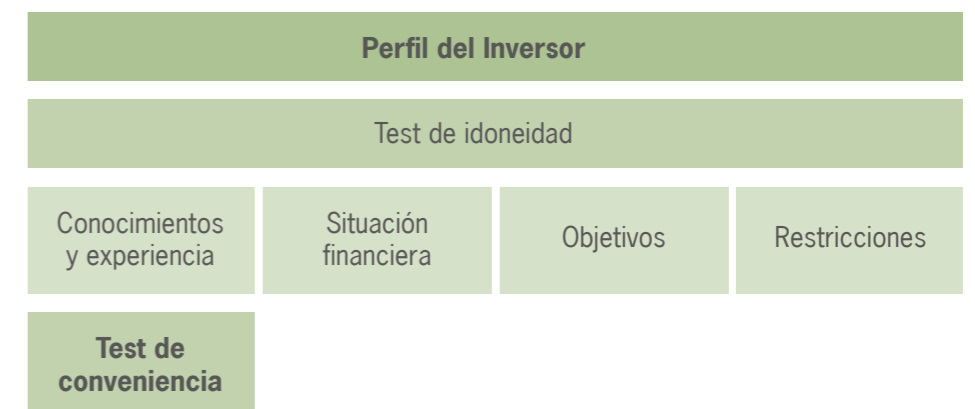 Perfil del Inversor
Test de idoneidad
Conocimientos
y experiencia
Situación
financiera
Objetivos
Restricciones
Test de
conveniencia